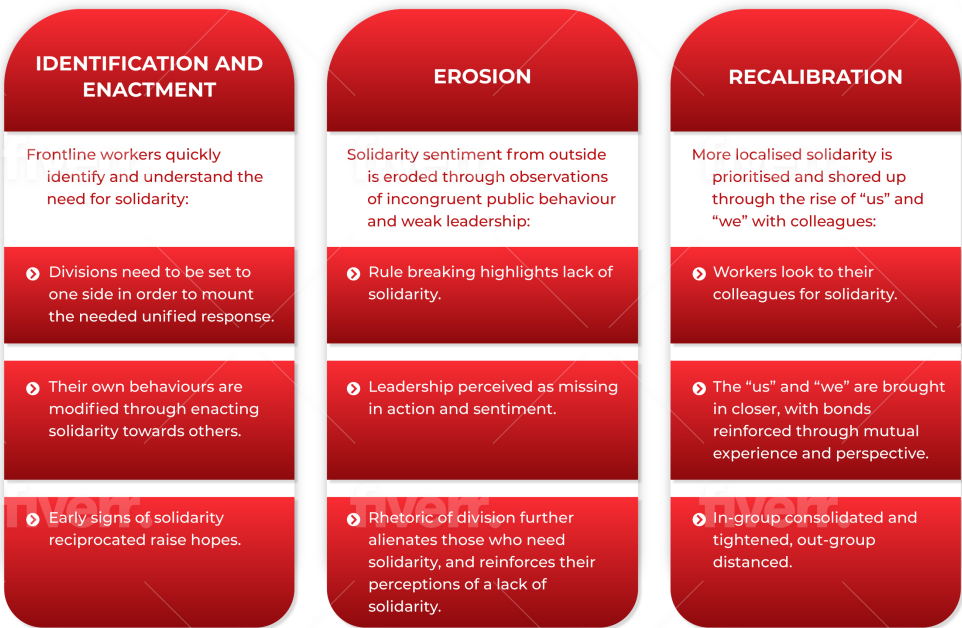 IDENTIFICATION AND
ENACTMENT
Frontline workers quickly
identify and understand the
need for solidarity:
Divisions need to be set to
one side in order to mount
the needed unified response.
Their own behaviours are
modified through enacting
solidarity towards others.
Early signs of solidarity
reciprocated raise hopes.
EROSION
Solidarity sentiment from outside
is eroded through observations
of incongruent public behaviour
and weak leadership:
Rule breaking highlights lack of
solidarity.
Leadership perceived as missing
in action and sentiment.
Rhetoric of division further
alienates those who need
solidarity, and reinforces their
perceptions of a lack of
solidarity.
RECALIBRATION
More localised solidarity is
prioritised and shored up
through the rise of “us” and
“we” with colleagues:
Workers look to their
colleagues for solidarity.
The “us” and “we” are brought
in closer, with bonds
reinforced through mutual
experience and perspective.
In-group consolidated and
tightened, out-group
distanced.
fiverr.
fiverr.
fiverr.